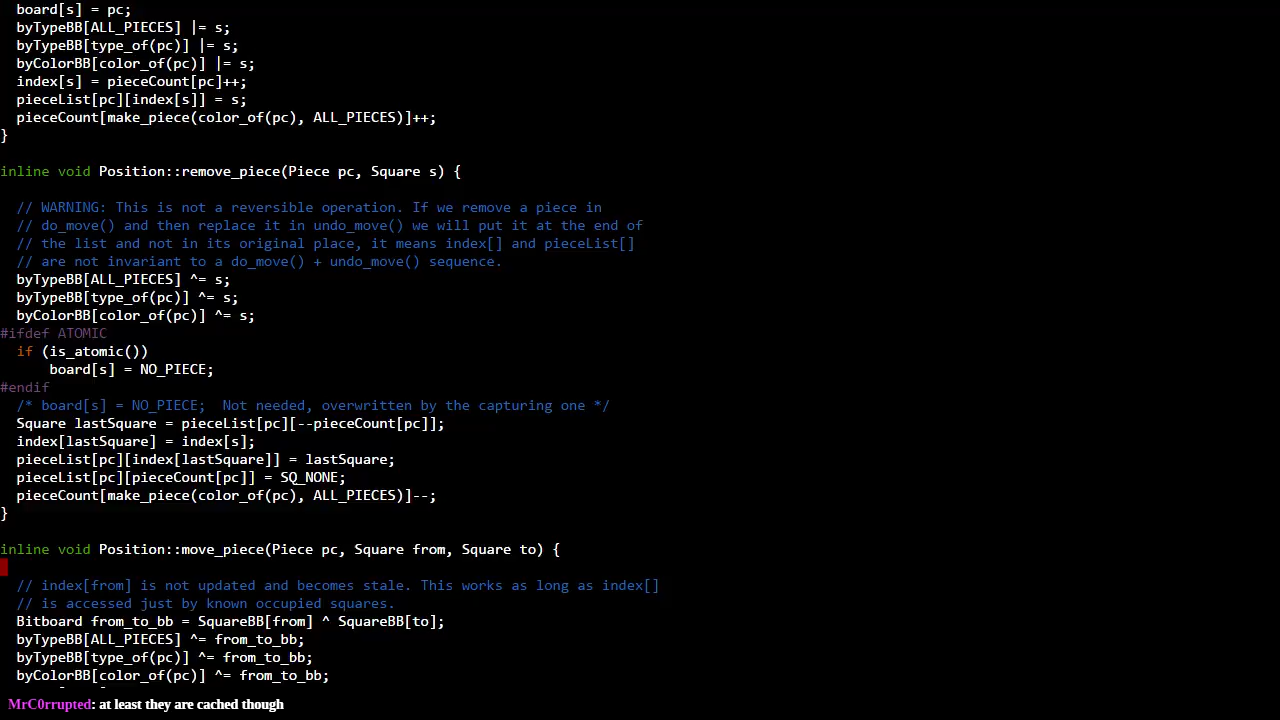 board[s] = pc;
byTypeBB[ALL_PIECES] |= s;
byTypeBB[type_of(pc)] |= s;
byColorBB[color_of(pc)] |= s;
index[s] = pieceCount[pc]++;
pieceList[pc][index[s]] = s;
pieceCount[make_piece(color_of(pc), ALL_PIECES)]++;
}
inline void Position::remove_piece(Piece pc, Square s) {
// WARNING: This is not a reversible operation. If we remove a piece in
// do_move() and then replace it in undo_move() we will put it at the end of
// the list and not in its original place, it means index[] and pieceList[]
// are not invariant to a do_move() + undo_move() sequence.
byTypeBB[ALL_PIECES] ^= s;
byTypeBB[type_of(pc)] ^= s;
byColorBB[color_of(pc)] ^= s;
#ifdef ATOMIC
if (is_atomic())
board[s] = NO_PIECE;
#endif
/* board[s] = NO_PIECE;  Not needed, overwritten by the capturing one */
Square lastSquare = pieceList[pc][--pieceCount[pc]];
index[lastSquare] = index[s];
pieceList[pc][index[lastSquare]] = lastSquare;
pieceList[pc][pieceCount[pc]] = SQ_NONE;
pieceCount[make_piece(color_of(pc), ALL_PIECES)]--;
}
inline void Position::move_piece(Piece pc, Square from, Square to) {
// index[from] is not updated and becomes stale. This works as long as index[]
// is accessed just by known occupied squares.
Bitboard from_to_bb = SquareBB[from] ^ SquareBB[to];
byTypeBB[ALL_PIECES] ^= from_to_bb;
byTypeBB[type_of(pc)] ^= from_to_bb;
byColorBB[color_of(pc)] ^= from_to_bb;
MrC0rrupted: at least they are cached though